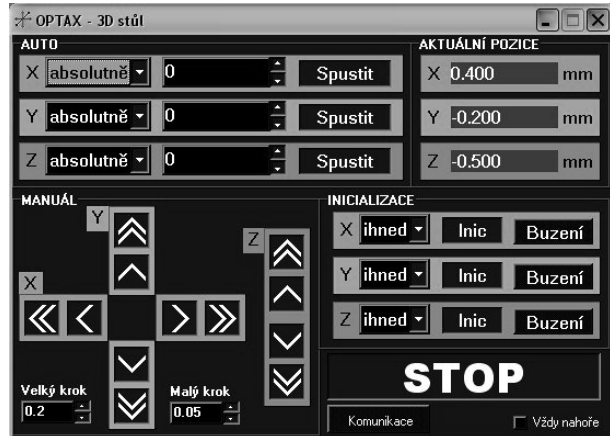 OPTAX - 3D stůl
AUTO
X absolutně 0 Spustit
Y absolutně 0 Spustit
Z absolutně 0 Spustit
AKTUÁLNÍ POZICE
X 0.400 mm
Y -0.200 mm
Z -0.500 mm
MANUÁL
Y
Z
X
Velký krok
0.2
Malý krok
0.05
INICIALIZACE
X ihned Inic Buzení
Y ihned Inic Buzení
Z ihned Inic Buzení
STOP
Komunikace
Vždy nahoře